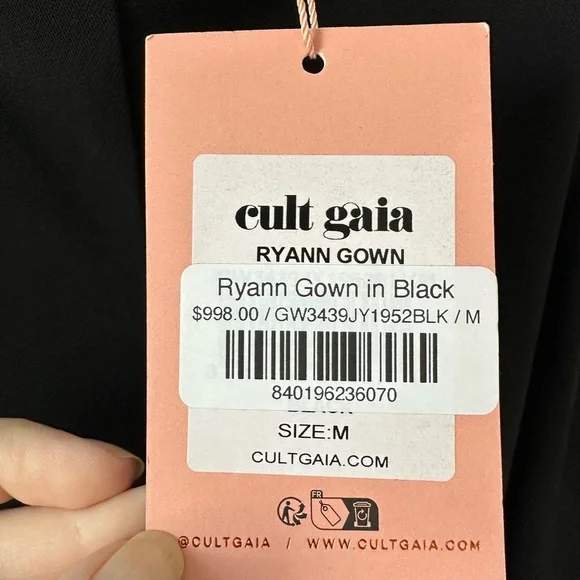 cult gaia
RYANN GOWN
Ryann Gown in Black
$998.00 / GW3439JY1952BLK / M
840196236070
SIZE:M
CULTGAIA.COM
FR
@CULTGAIA / WWW.CULTGAIA.COM